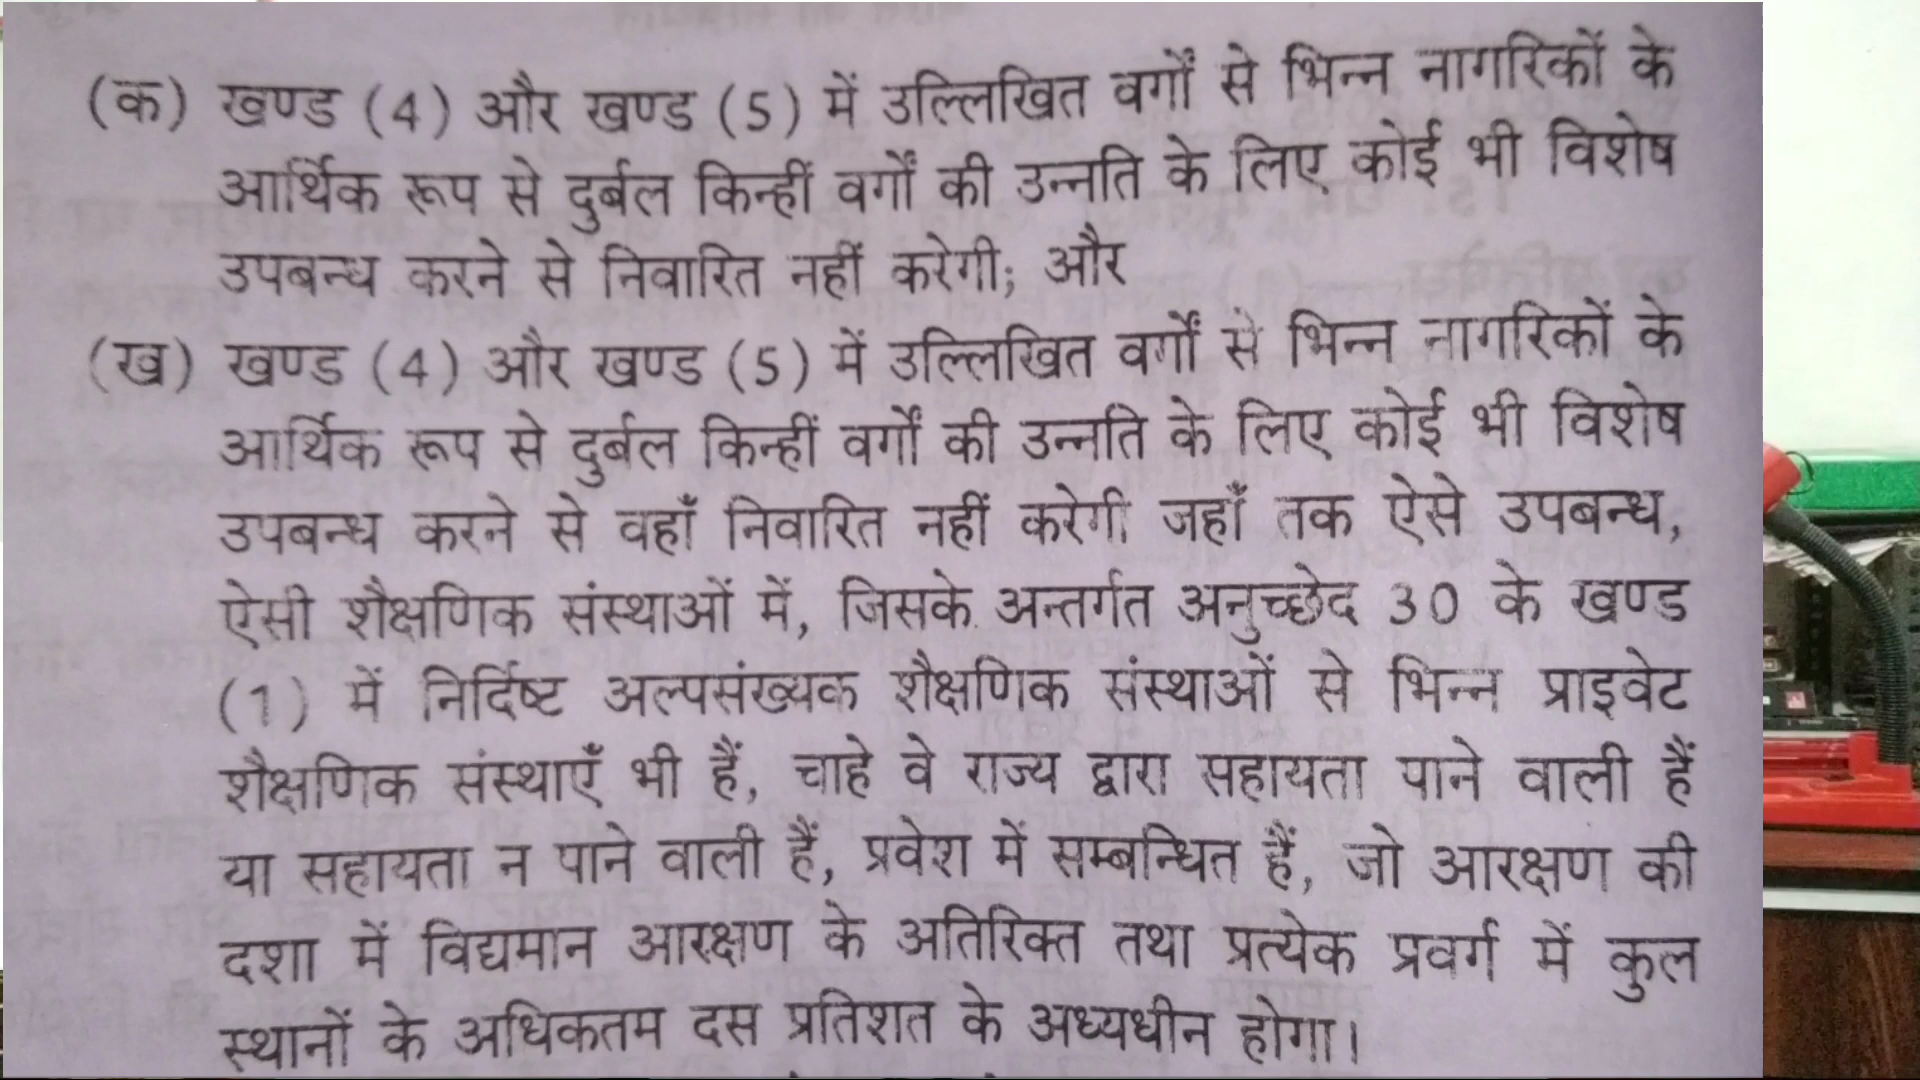 (क) खण्ड (4) और खण्ड (5) में उल्लिखित वर्गों से भिन्न नागरिकों के
आर्थिक रूप से दुर्बल किन्हीं वर्गों की उन्नति के लिए कोई भी विशेष
उपबन्ध करने से निवारित नहीं करेगी; और
(ख) खण्ड (4) और खण्ड (5) में उल्लिखित वर्गों से भिन्न नागरिकों के
आर्थिक रूप से दुर्बल किन्हीं वर्गों की उन्नति के लिए कोई भी विशेष
उपबन्ध करने से वहाँ निवारित नहीं करेगी जहाँ तक ऐसे उपबन्ध,
ऐसी शैक्षणिक संस्थाओं में, जिसके अन्तर्गत अनुच्छेद 30 के खण्ड
(1) में निर्दिष्ट अल्पसंख्यक शैक्षणिक संस्थाओं से भिन्न प्राइवेट
शैक्षणिक संस्थाएँ भी हैं, चाहे वे राज्य द्वारा सहायता पाने वाली हैं
या सहायता न पाने वाली हैं, प्रवेश में सम्बन्धित हैं, जो आरक्षण की
दशा में विद्यमान आरक्षण के अतिरिक्त तथा प्रत्येक प्रवर्ग में कुल
स्थानों के अधिकतम दस प्रतिशत के अध्यधीन होगा।